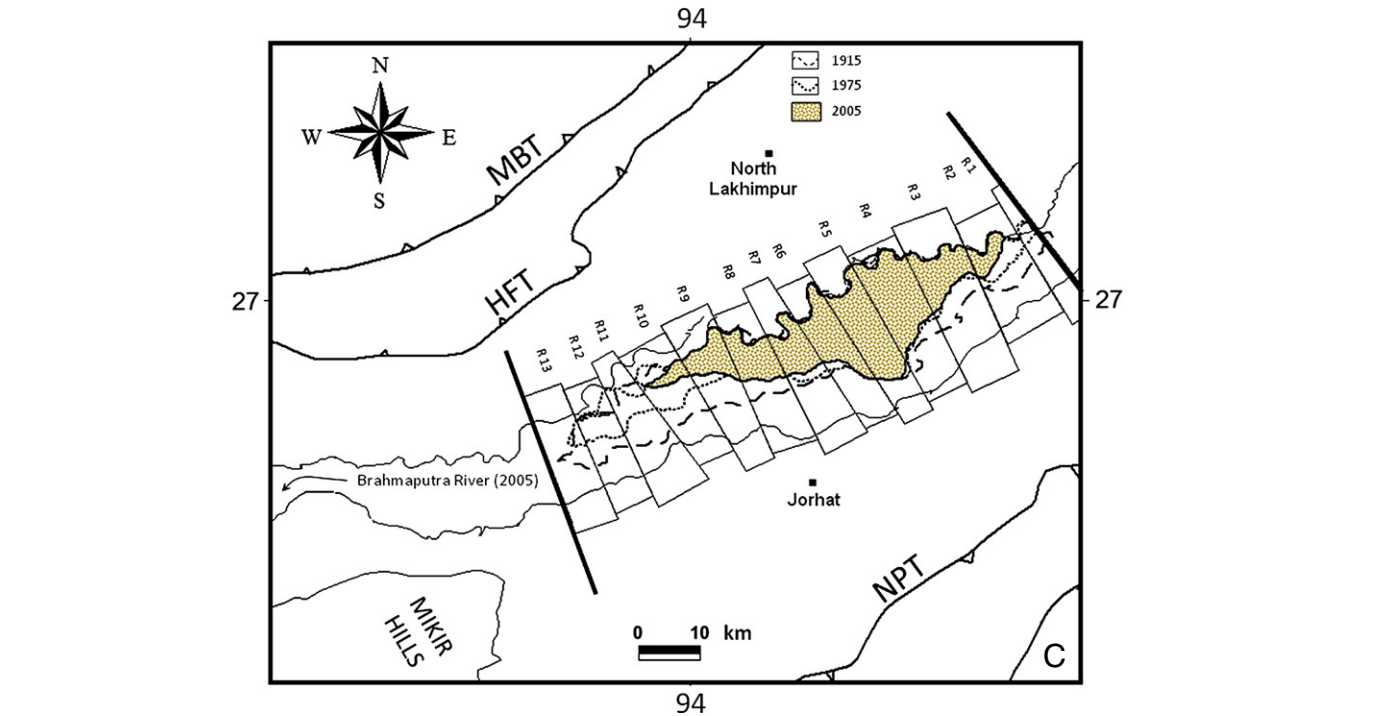 94
1915
1975
2005
N
W
E
S
MBT
North
Lakhimpur
R1
R2
R3
R4
R5
R6
R7
R8
R9
R10
R11
R12
R13
HFT
27
27
Brahmaputra River (2005)
Jorhat
NPT
MIKIR
HILLS
0 10 km
C
94